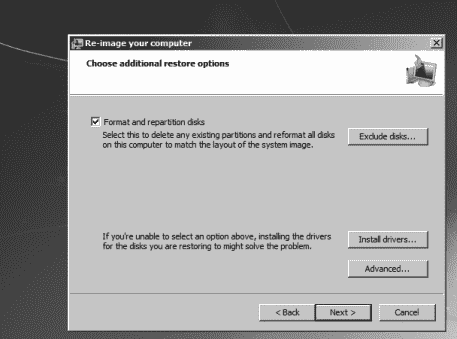 Re-image your computer
Choose additional restore options
Format and repartition disks
Select this to delete any existing partitions and reformat all disks
on this computer to match the layout of the system image.
Exclude disks...
If you're unable to select an option above, installing the drivers
for the disks you are restoring to might solve the problem.
Install drivers...
Advanced...
< Back
Next >
Cancel